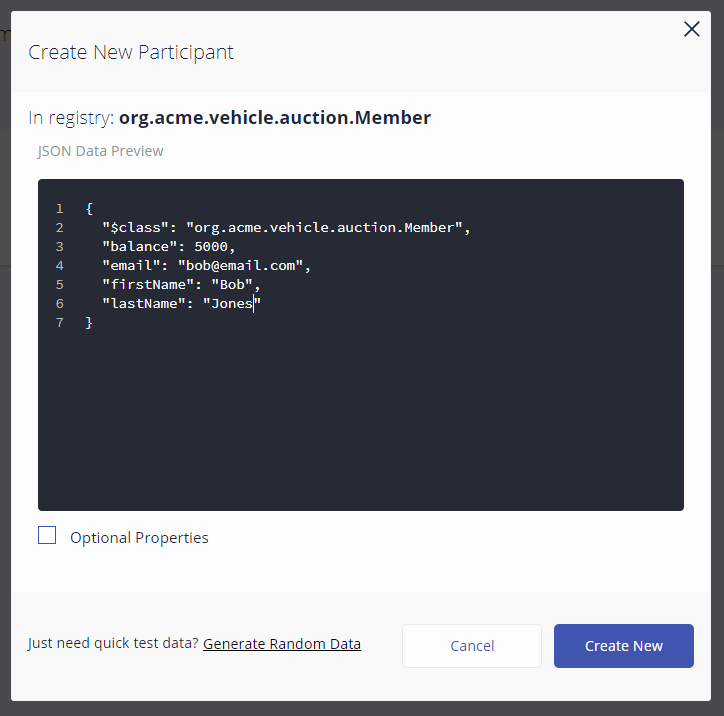 Create New Participant
In registry: org.acme.vehicle.auction.Member
JSON Data Preview
1 {
2 "$class": "org.acme.vehicle.auction.Member",
3 "balance": 5000,
4 "email": "bob@email.com",
5 "firstName": "Bob",
6 "lastName": "Jones"
7 }
Optional Properties
Just need quick test data? Generate Random Data
Cancel
Create New